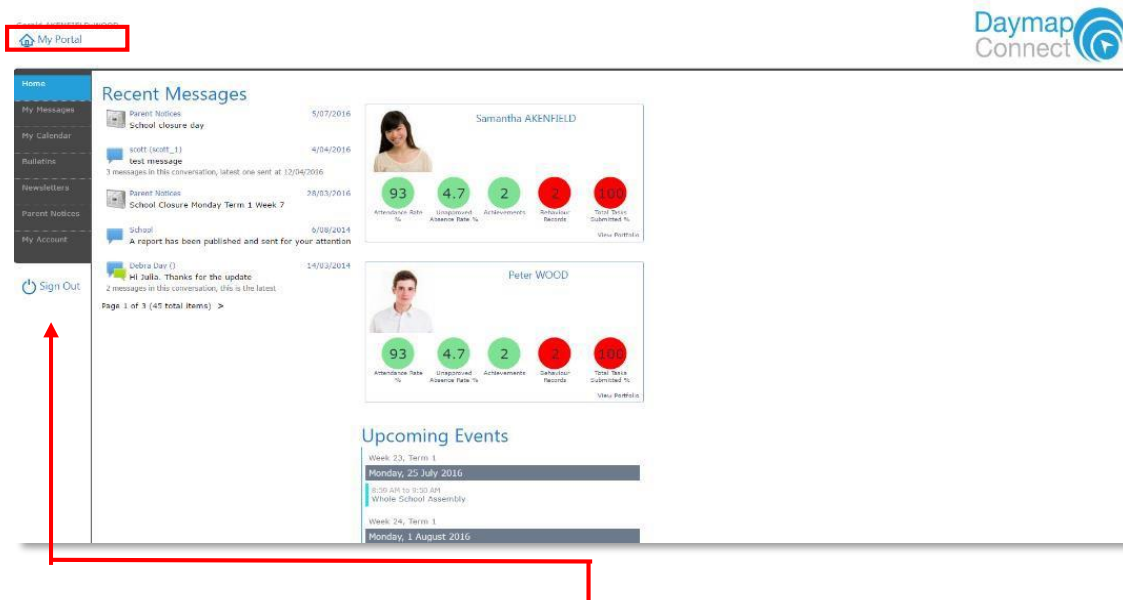 AKENFIELD-WOOD
My Portal
Daymap
Connect
Home
My Messages
My Calendar
Bulletins
Newsletters
Parent Notices
My Account
Sign Out
Recent Messages
Parent Notices 5/07/2016
School closure day
scott (scott_1) 4/04/2016
test message
3 messages in this conversation, latest one sent at 12/04/2016
Parent Notices 28/03/2016
School Closure Monday Term 1 Week 7
School 6/08/2014
A report has been published and sent for your attention
Debra Day () 14/03/2014
Hi Julia. Thanks for the update
2 messages in this conversation, this is the latest
Page 1 of 3 (45 total items) >
Samantha AKENFIELD
93 4.7 2 2 100
Attendance Rate % Unapproved Absence Rate % Achievements Behaviour Records Total Tasks Submitted %
View Portfolio
Peter WOOD
93 4.7 2 2 100
Attendance Rate % Unapproved Absence Rate % Achievements Behaviour Records Total Tasks Submitted %
View Portfolio
Upcoming Events
Week 23, Term 1
Monday, 25 July 2016
AM to 9:50 AM
Whole School Assembly
Week 24, Term 1
Monday, 1 August 2016